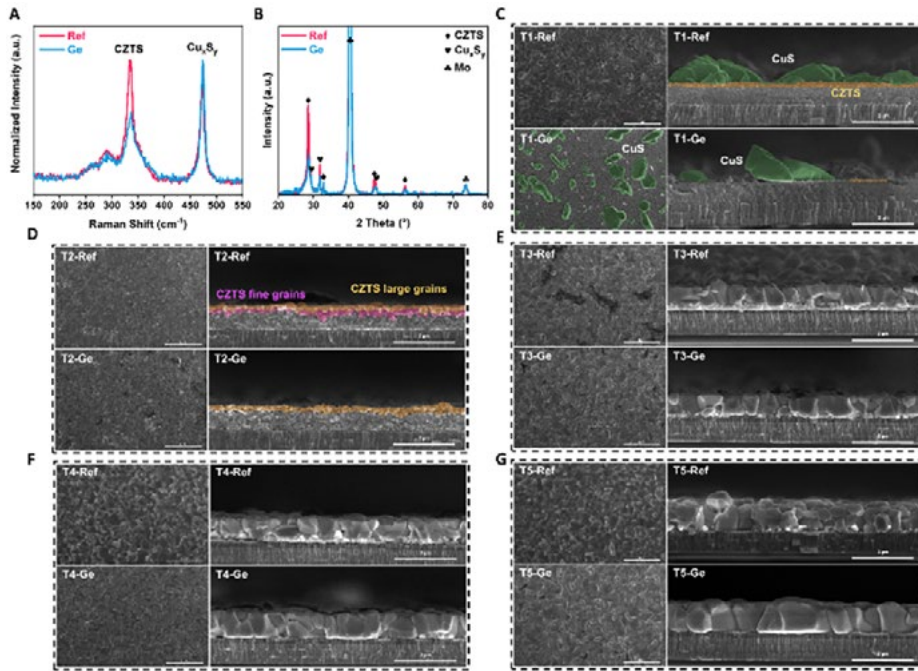 A
Normalized Intensity (a.u.)
Ref
Ge
CZTS
CuxSy
150 200 250 300 350 400 450 500 550
Raman Shift (cm-1)
B
Intensity (a.u.)
Ref
Ge
CZTS
CuxSy
Mo
20 30 40 50 60 70 80
2 Theta (°)
C
T1-Ref
T1-Ref
CuS
CZTS
T1-Ge
CuS
T1-Ge
CuS
D
T2-Ref
T2-Ref
CZTS fine grains
CZTS large grains
T2-Ge
T2-Ge
E
T3-Ref
T3-Ref
T3-Ge
T3-Ge
F
T4-Ref
T4-Ref
T4-Ge
T4-Ge
G
T5-Ref
T5-Ref
T5-Ge
T5-Ge